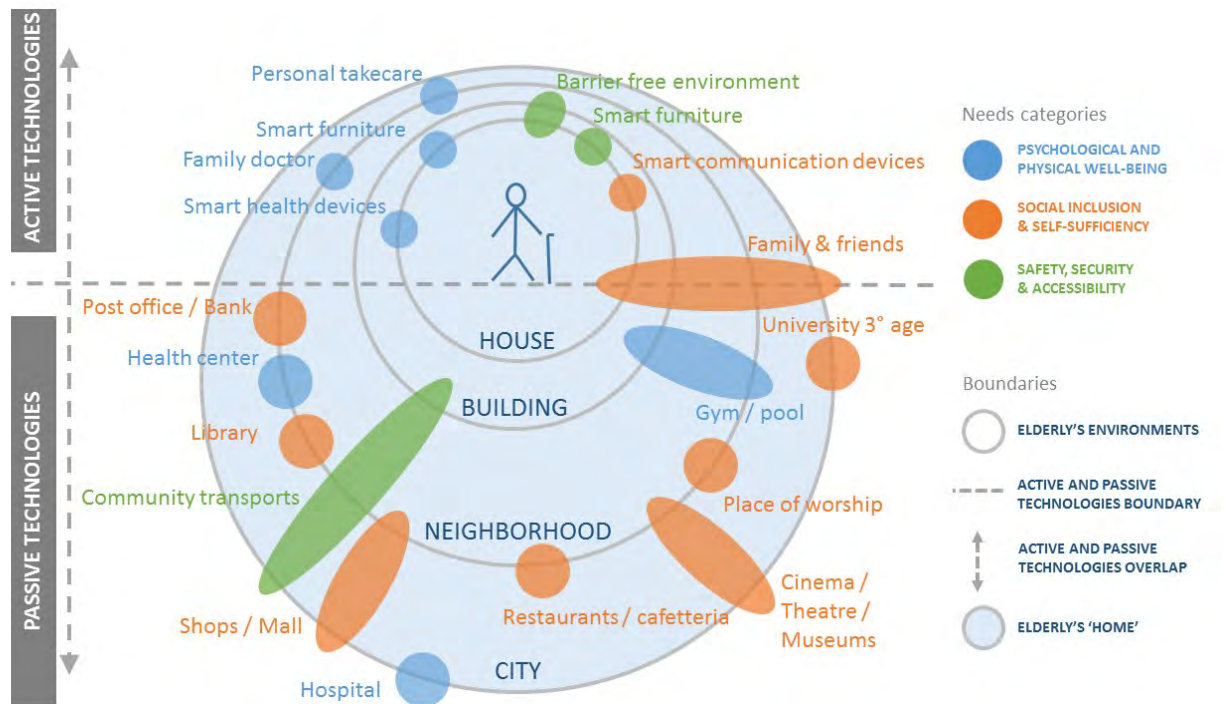 ACTIVE TECHNOLOGIES
PASSIVE TECHNOLOGIES
Personal takecare
Barrier free environment
Smart furniture
Smart furniture
Family doctor
Smart communication devices
Smart health devices
Family & friends
Post office / Bank
University 3° age
HOUSE
Health center
BUILDING
Gym / pool
Library
Community transports
Place of worship
NEIGHBORHOOD
Shops / Mall
Restaurants / cafetteria
Cinema /
Theatre /
Museums
CITY
Hospital
Needs categories
PSYCHOLOGICAL AND
PHYSICAL WELL-BEING
SOCIAL INCLUSION
& SELF-SUFFICIENCY
SAFETY, SECURITY
& ACCESSIBILITY
Boundaries
ELDERLY'S ENVIRONMENTS
ACTIVE AND PASSIVE
TECHNOLOGIES BOUNDARY
ACTIVE AND PASSIVE
TECHNOLOGIES OVERLAP
ELDERLY'S ‘HOME’